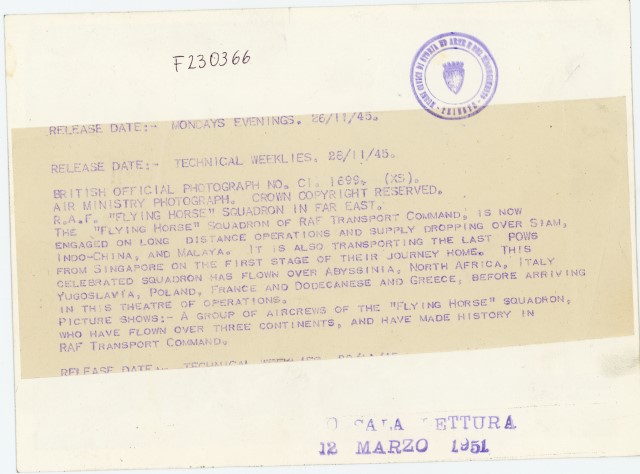 F230366
RELEASE DATE:- MONDAYS EVENINGS. 26/11/45.
RELEASE DATE:- TECHNICAL WEEKLIES, 28/11/45.
BRITISH OFFICIAL PHOTOGRAPH NO. CI. 1699. (XS).
AIR MINISTRY PHOTOGRAPH. CROWN COPYRIGHT RESERVED.
R.A.F. "FLYING HORSE" SQUADRON IN FAR EAST.
THE "FLYING HORSE" SQUADRON OF RAF TRANSPORT COMMAND, IS NOW
ENGAGED ON LONG DISTANCE OPERATIONS AND SUPPLY DROPPING OVER SIAM,
INDO-CHINA, AND MALAYA. IT IS ALSO TRANSPORTING THE LAST POWS
FROM SINGAPORE ON THE FIRST STAGE OF THEIR JOURNEY HOME. THIS
CELEBRATED SQUADRON HAS FLOWN OVER ABYSSINIA, NORTH AFRICA, ITALY
YUGOSLAVIA, POLAND, FRANCE AND DODECANESE AND GREECE, BEFORE ARRIVING
IN THIS THEATRE OF OPERATIONS.
PICTURE SHOWS:- A GROUP OF AIRCREWS OF THE "FLYING HORSE" SQUADRON,
WHO HAVE FLOWN OVER THREE CONTINENTS, AND HAVE MADE HISTORY IN
RAF TRANSPORT COMMAND.
RELEASE DATE:- TECHNICAL WEEKLIES
SALA LETTURA
12 MARZO 1951